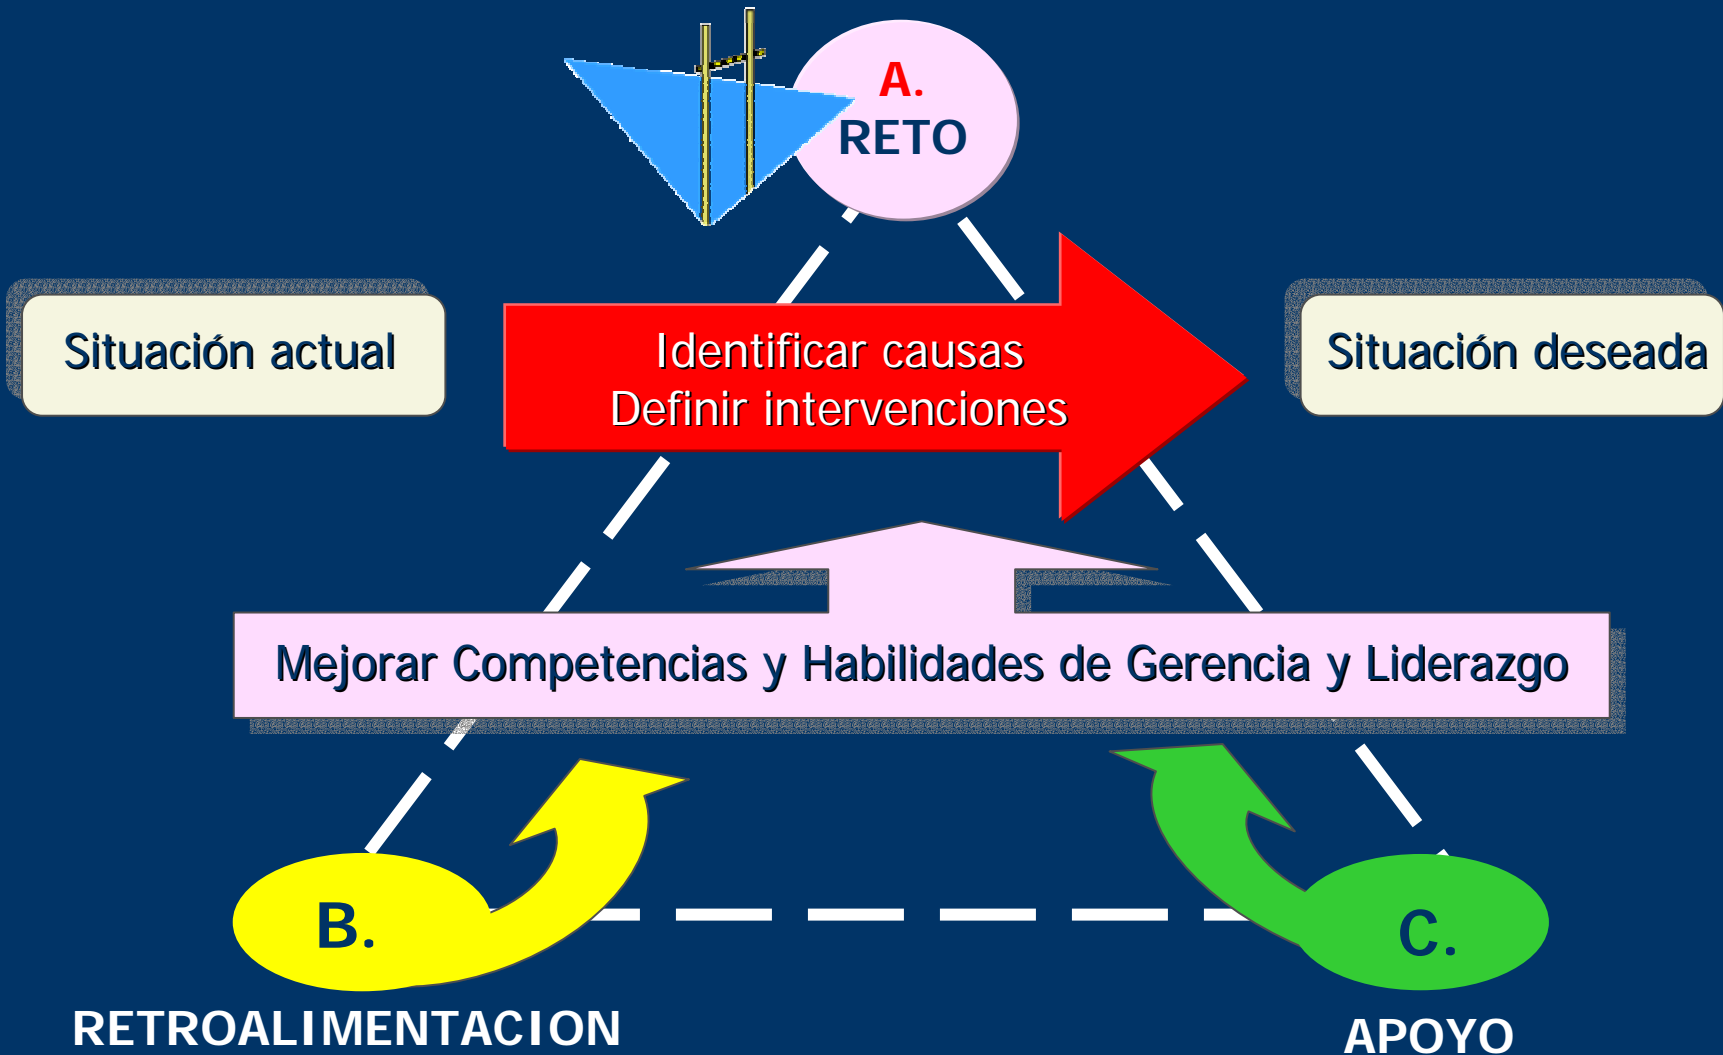 A.
RETO
Situación actual
Identificar causas
Definir intervenciones
Situación deseada
Mejorar Competencias y Habilidades de Gerencia y Liderazgo
B.
C.
RETROALIMENTACION
APOYO